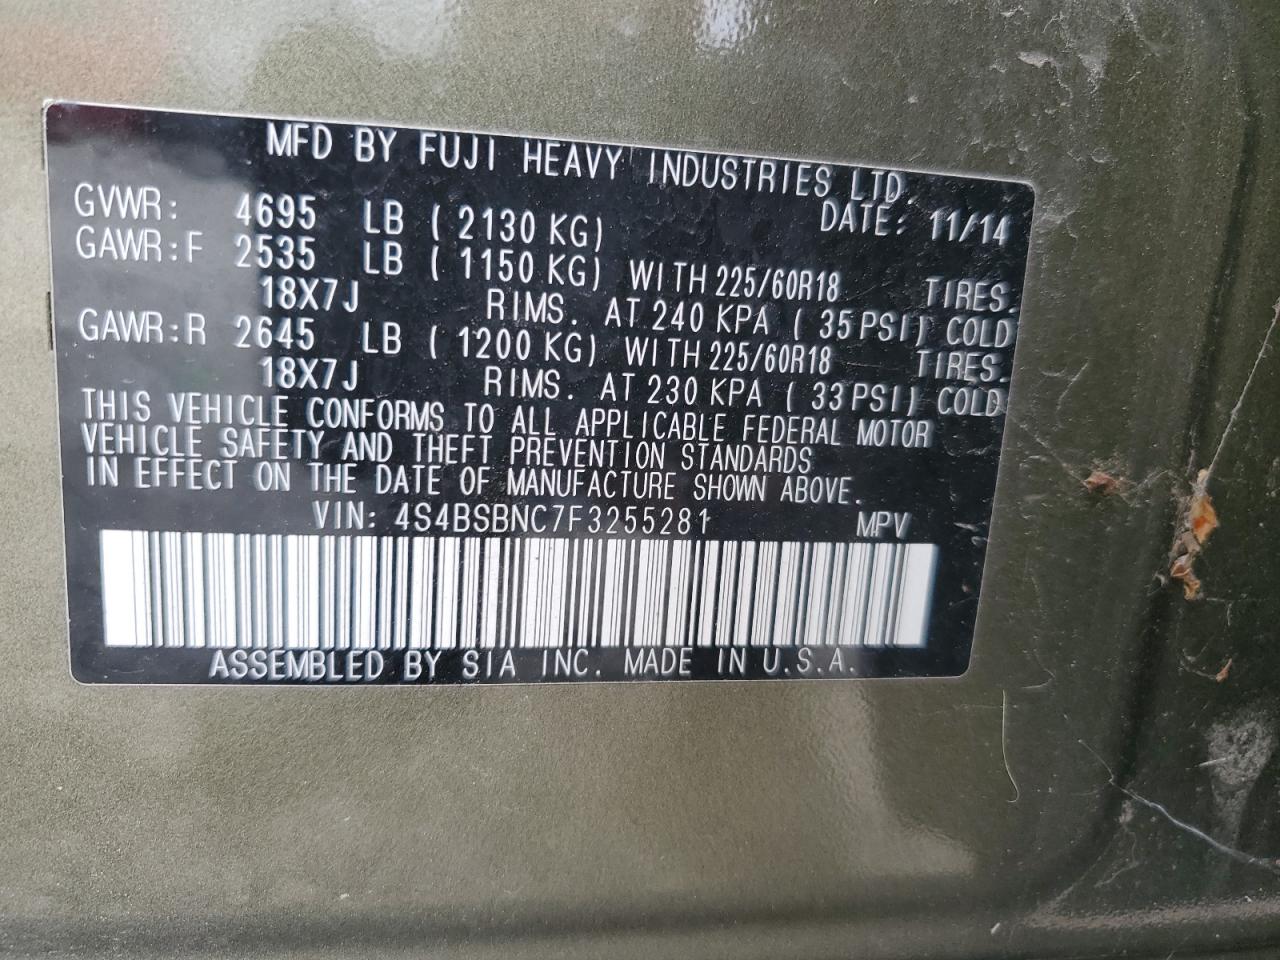 MFD BY FUJI HEAVY INDUSTRIES LTD.
DATE: 11/14
GVWR: 4695 LB ( 2130 KG)
GAWR:F 2535 LB ( 1150 KG) WITH 225/60R18 TIRES.
18X7J RIMS. AT 240 KPA ( 35 PSI) COLD
GAWR:R 2645 LB ( 1200 KG) WITH 225/60R18 TIRES.
18X7J RIMS. AT 230 KPA ( 33 PSI) COLD
THIS VEHICLE CONFORMS TO ALL APPLICABLE FEDERAL MOTOR
VEHICLE SAFETY AND THEFT PREVENTION STANDARDS
IN EFFECT ON THE DATE OF MANUFACTURE SHOWN ABOVE.
VIN: 4S4BSBNC7F3255281 MPV
ASSEMBLED BY SIA INC. MADE IN U.S.A.